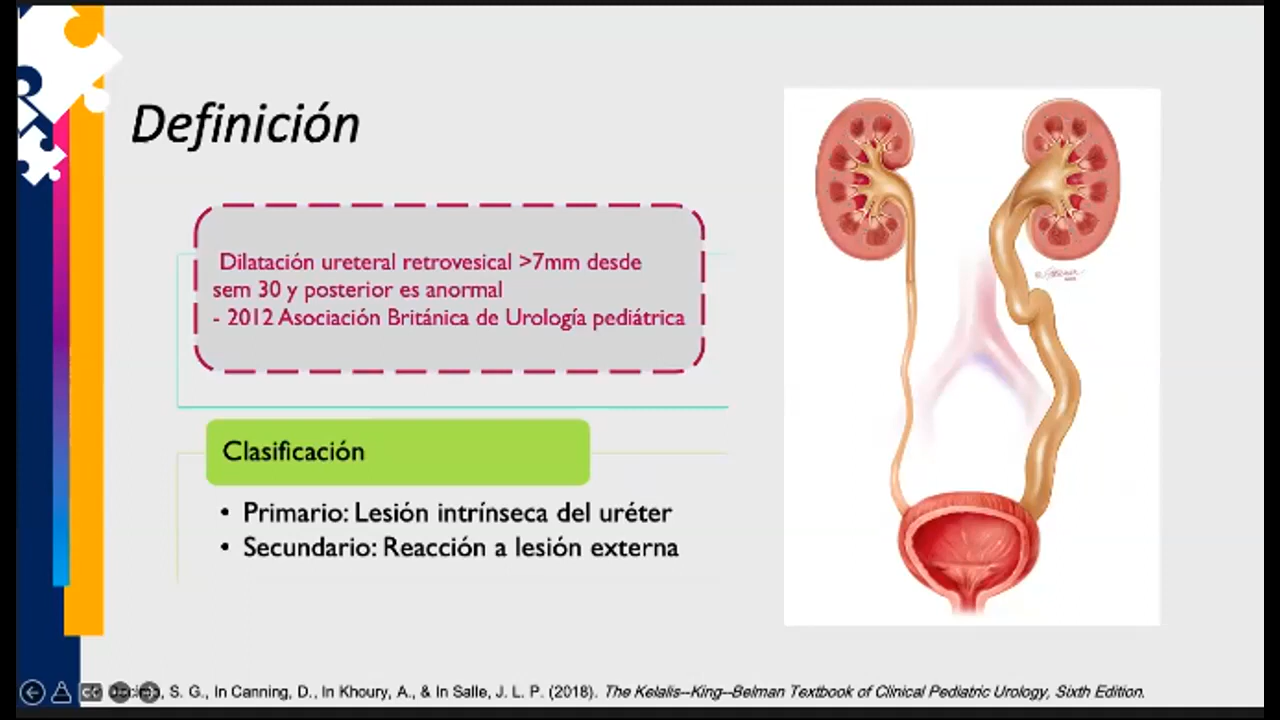 Definición
Dilatación ureteral retrovesical >7mm desde
sem 30 y posterior es anormal
- 2012 Asociación Británica de Urología pediátrica
Clasificación
• Primario: Lesión intrínseca del uréter
• Secundario: Reacción a lesión externa
S. G., In Canning, D., In Khoury, A., & In Salle, J. L. P. (2018). The Kelalis--King--Belman Textbook of Clinical Pediatric Urology, Sixth Edition.